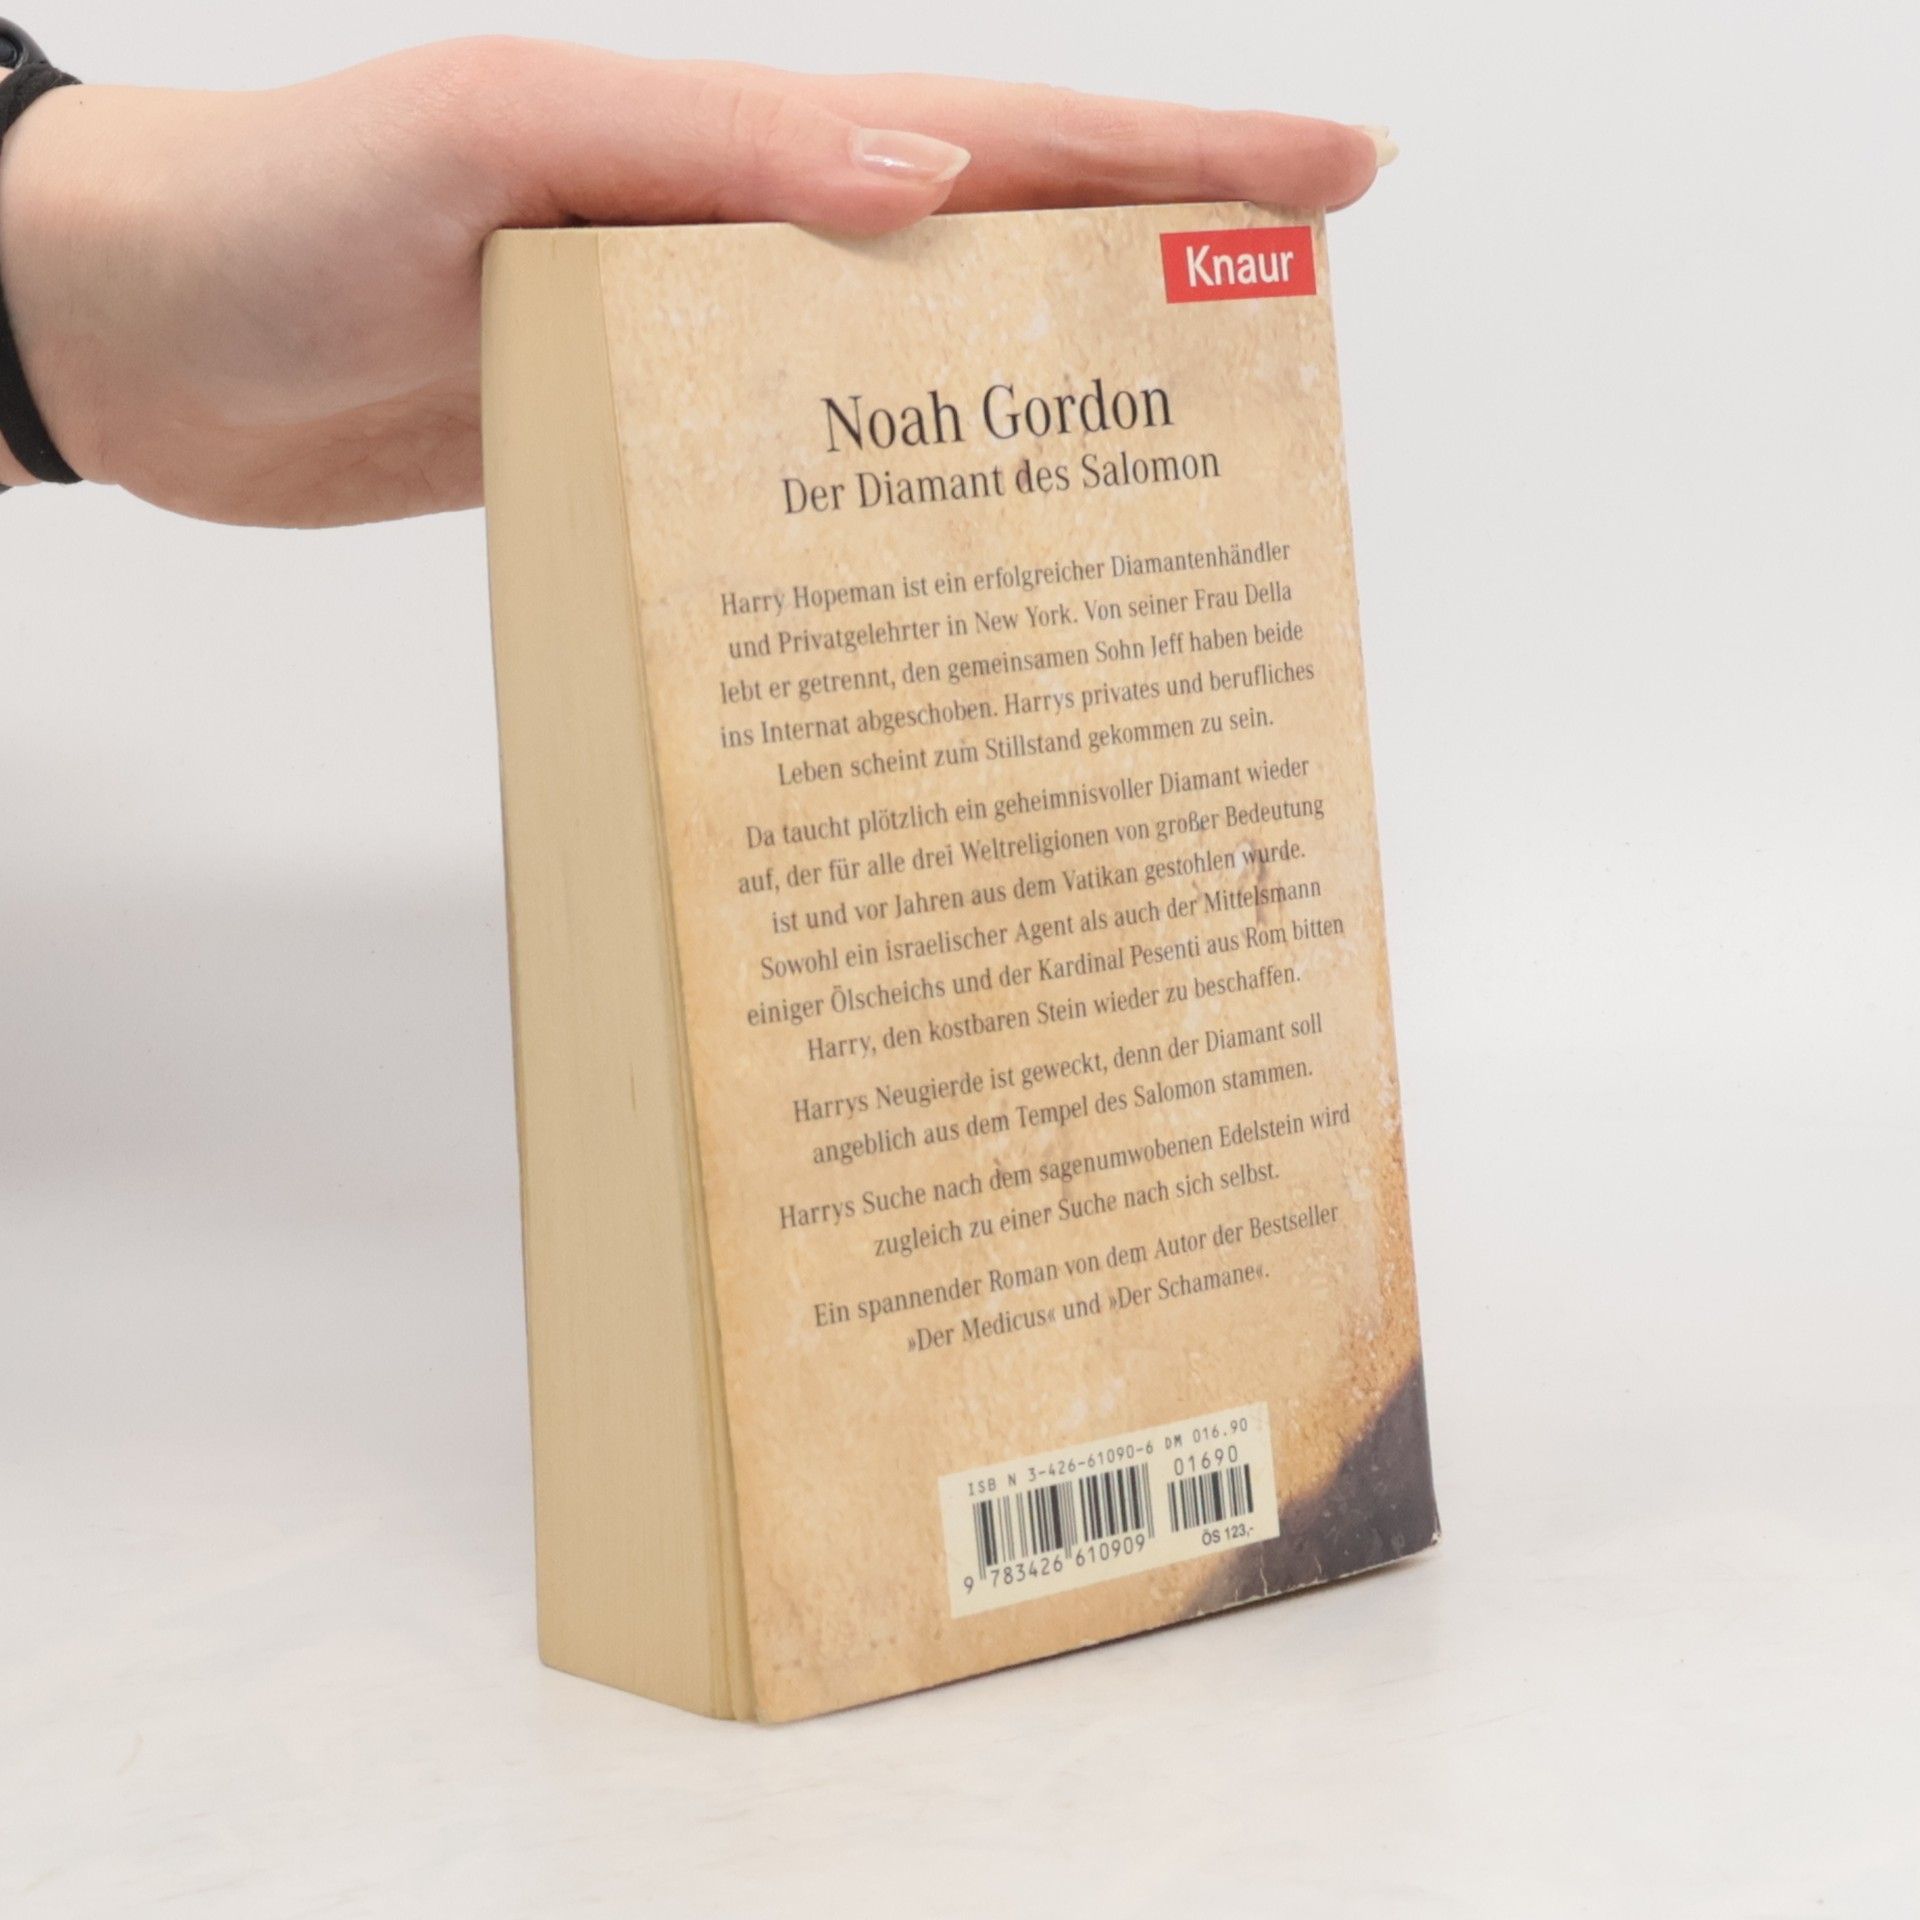 Knaur
Noah Gordon
Der Diamant des Salomon
Harry Hopeman ist ein erfolgreicher Diamantenhändler
und Privatgelehrter in New York. Von seiner Frau Della
lebt er getrennt, den gemeinsamen Sohn Jeff haben beide
ins Internat abgeschoben. Harrys privates und berufliches
Leben scheint zum Stillstand gekommen zu sein.
Da taucht plötzlich ein geheimnisvoller Diamant wieder
auf, der für alle drei Weltreligionen von großer Bedeutung
ist und vor Jahren aus dem Vatikan gestohlen wurde.
Sowohl ein israelischer Agent als auch der Mittelsmann
einiger Ölscheichs und der Kardinal Pesenti aus Rom bitten
Harry, den kostbaren Stein wieder zu beschaffen.
Harrys Neugierde ist geweckt, denn der Diamant soll
angeblich aus dem Tempel des Salomon stammen.
Harrys Suche nach dem sagenumwobenen Edelstein wird
zugleich zu einer Suche nach sich selbst.
Ein spannender Roman von dem Autor der Bestseller
»Der Medicus« und »Der Schamane«.
ISB N 3-426-61090-6 DM 016.90
01690
9 783426 610909
ÖS 123,-